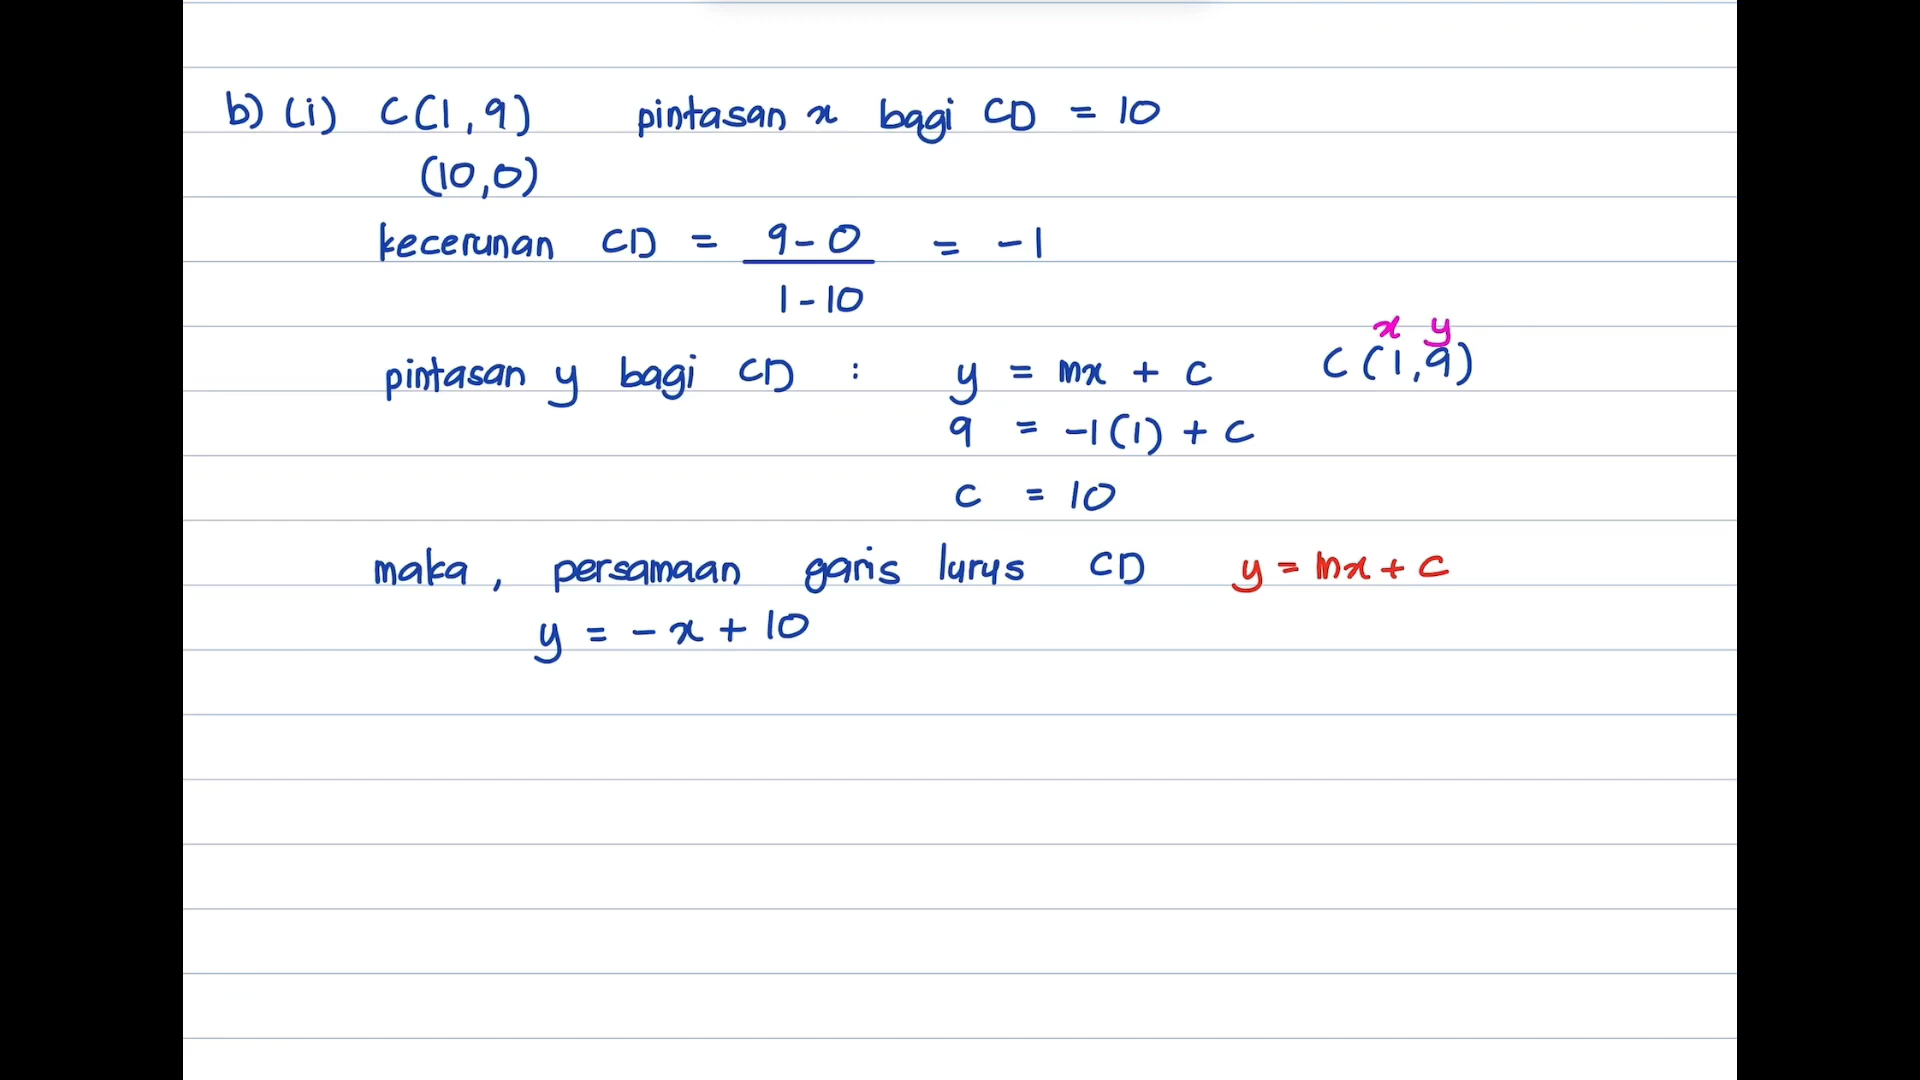 b) (i) C(1,9) pintasan x bagi CD = 10
(10,0)
kecerunan CD = 9-0 = -1
1-10
x y
pintasan y bagi CD : y = mx + c C(1,9)
9 = -1(1) + c
c = 10
maka, persamaan garis lurus CD y = mx + c
y = -x + 10